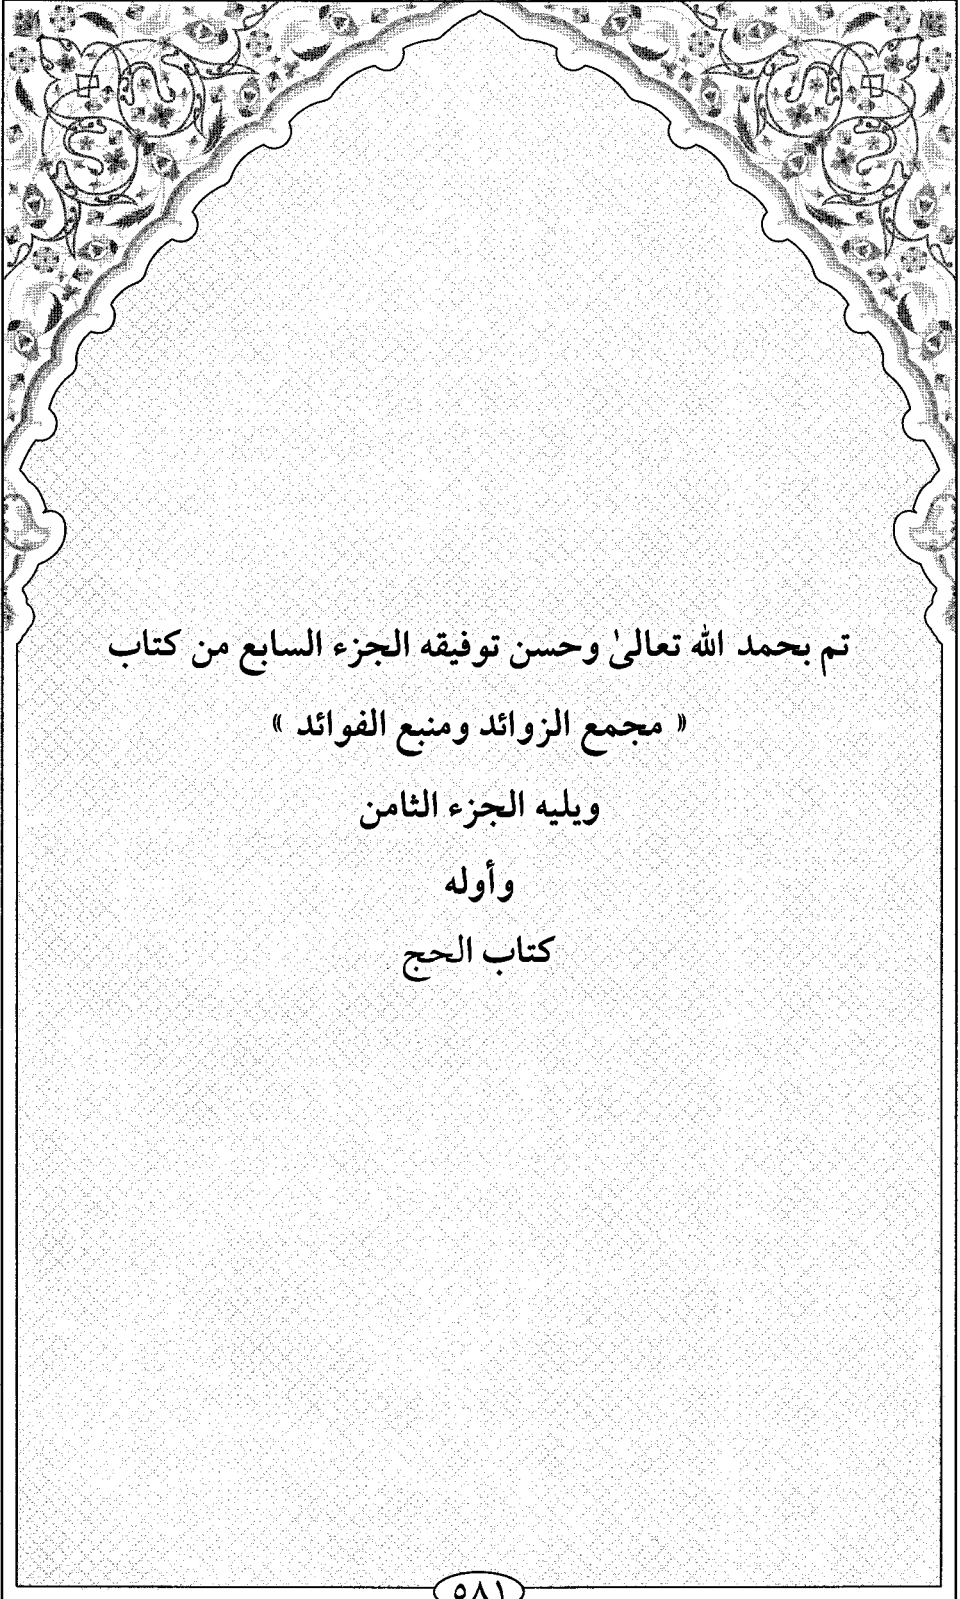 تم بحمد الله تعالىٰ وحسن توفيقه الجزء السابع من كتاب
« مجمع الزوائد ومنبع الفوائد »
ويليه الجزء الثامن
وأوله
كتاب الحج
٥٨١